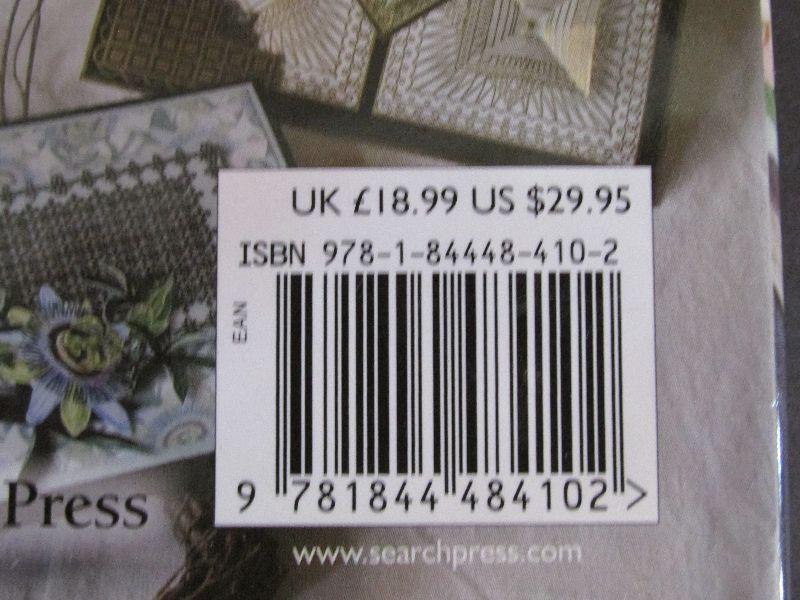 UK £18.99 US $29.95
ISBN 978-1-84448-410-2
EAN
9 781844 484102 >
Press
www.searchpress.com